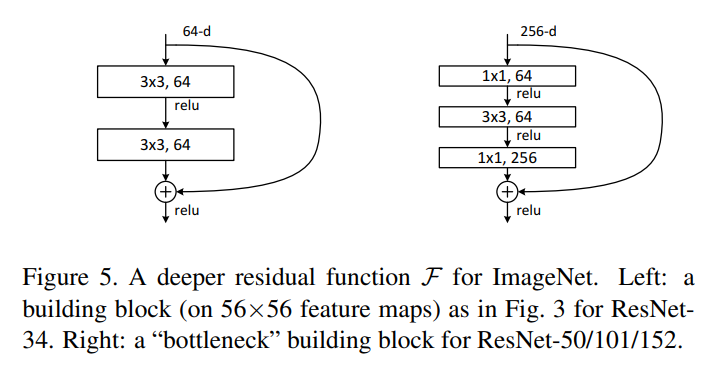 64-d
3x3, 64
relu
3x3, 64
+
relu
256-d
1x1, 64
relu
3x3, 64
relu
1x1, 256
+
relu
Figure 5. A deeper residual function ℱ for ImageNet. Left: a
building block (on 56×56 feature maps) as in Fig. 3 for ResNet-
34. Right: a “bottleneck” building block for ResNet-50/101/152.